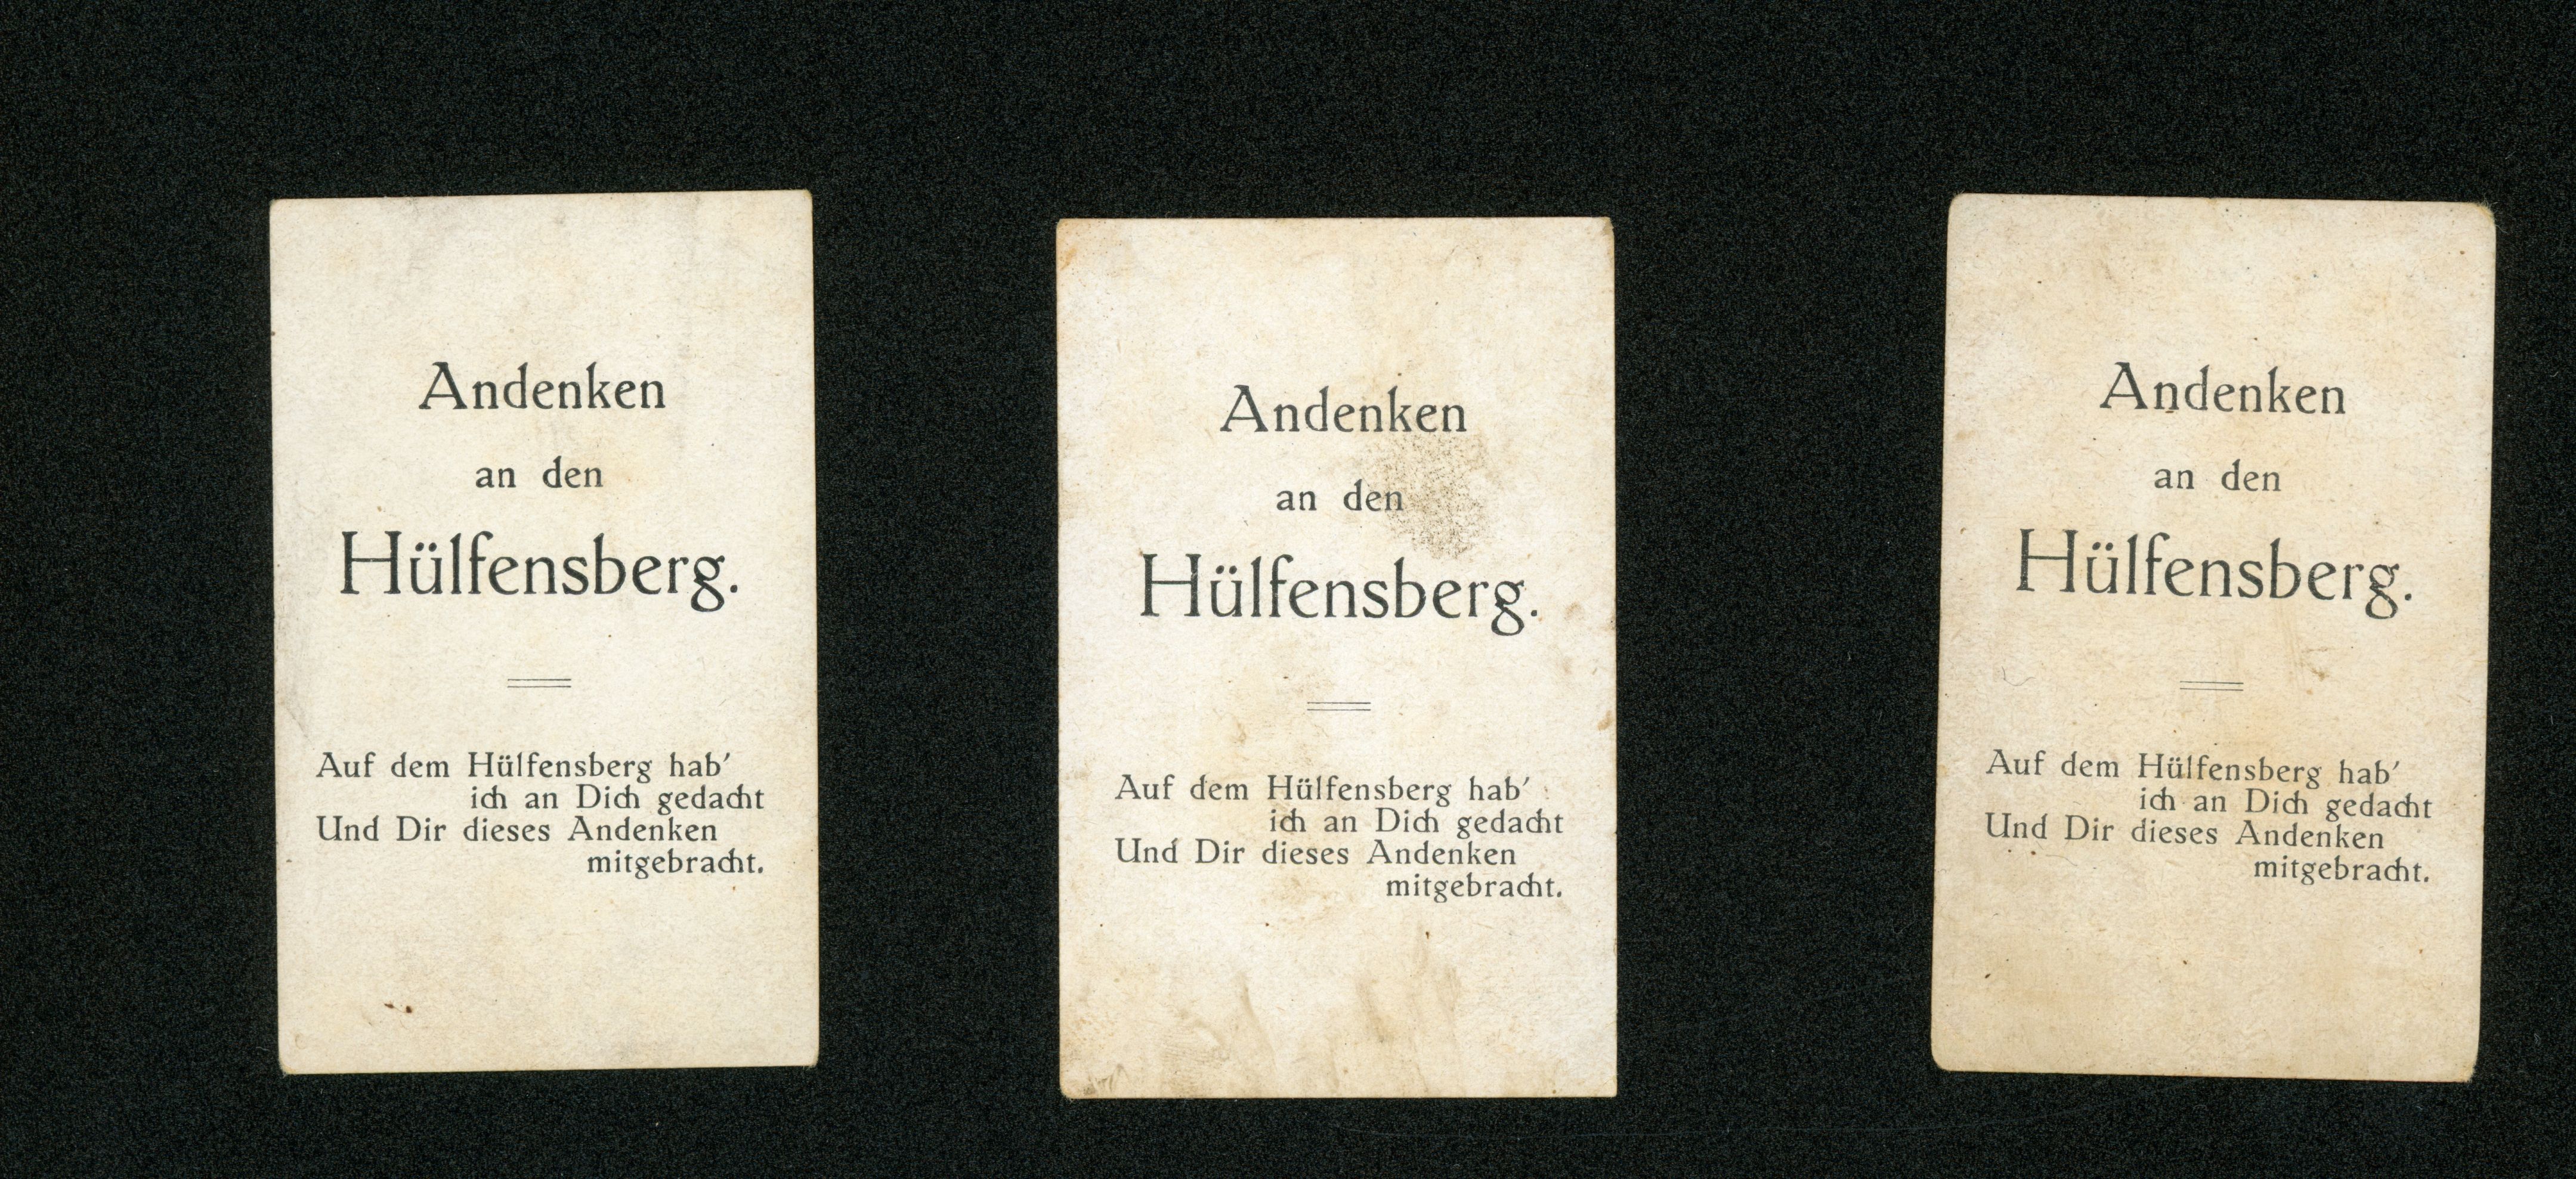 Andenken
an den
Hülfensberg.
Auf dem Hülfensberg hab'
ich an Dich gedacht
Und Dir dieses Andenken
mitgebracht.
Andenken
an den
Hülfensberg.
Auf dem Hülfensberg hab'
ich an Dich gedacht
Und Dir dieses Andenken
mitgebracht.
Andenken
an den
Hülfensberg.
Auf dem Hülfensberg hab'
ich an Dich gedacht
Und Dir dieses Andenken
mitgebracht.